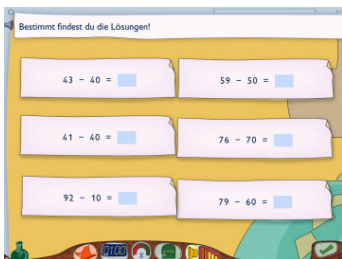 Bestimmt findest du die Lösungen!
43 - 40 =
59 - 50 =
41 - 40 =
76 - 70 =
92 - 10 =
79 - 60 =